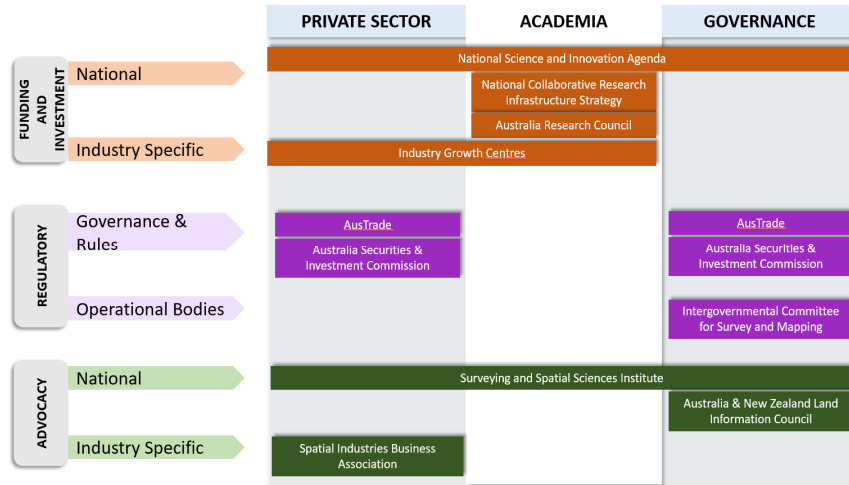 PRIVATE SECTOR
ACADEMIA
GOVERNANCE
FUNDING
AND
INVESTMENT
National
National Science and Innovation Agenda
National Collaborative Research
Infrastructure Strategy
Australia Research Council
Industry Specific
Industry Growth Centres
REGULATORY
Governance &
Rules
AusTrade
Australia Securities &
Investment Commission
AusTrade
Australia Securities &
Investment Commission
Operational Bodies
Intergovernmental Committee
for Survey and Mapping
ADVOCACY
National
Surveying and Spatial Sciences Institute
Australia & New Zealand Land
Information Council
Industry Specific
Spatial Industries Business
Association